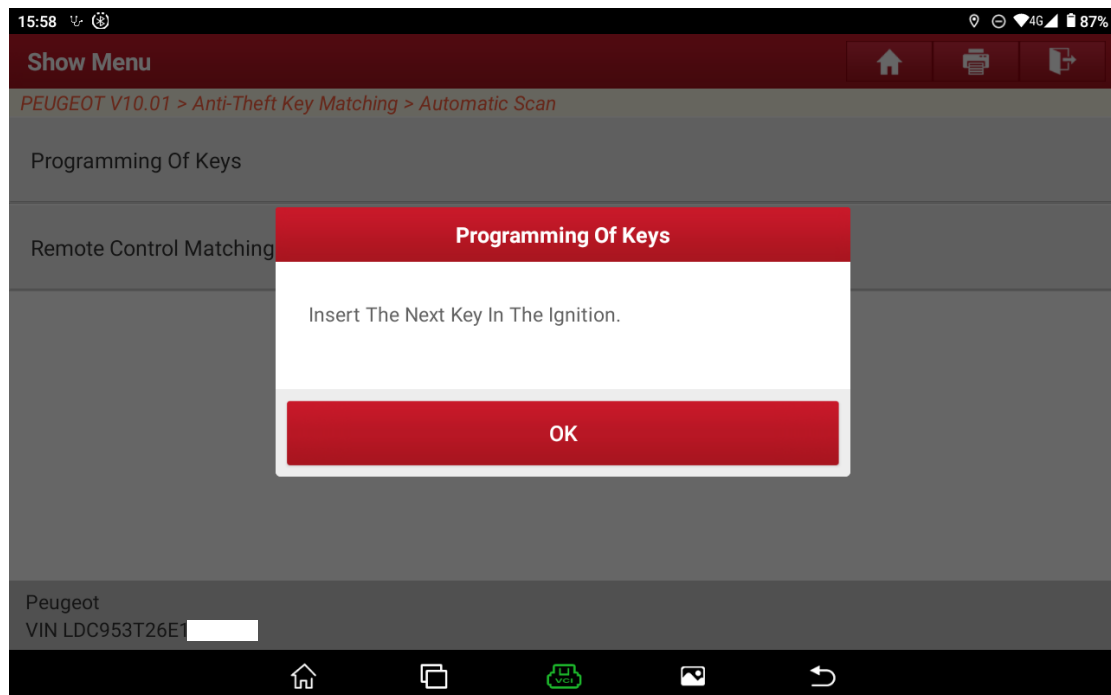 15:58 4G 87%
Show Menu
PEUGEOT V10.01 > Anti-Theft Key Matching > Automatic Scan
Programming Of Keys
Remote Control Matching
Programming Of Keys
Insert The Next Key In The Ignition.
OK
Peugeot
VIN LDC953T26E1
VCI